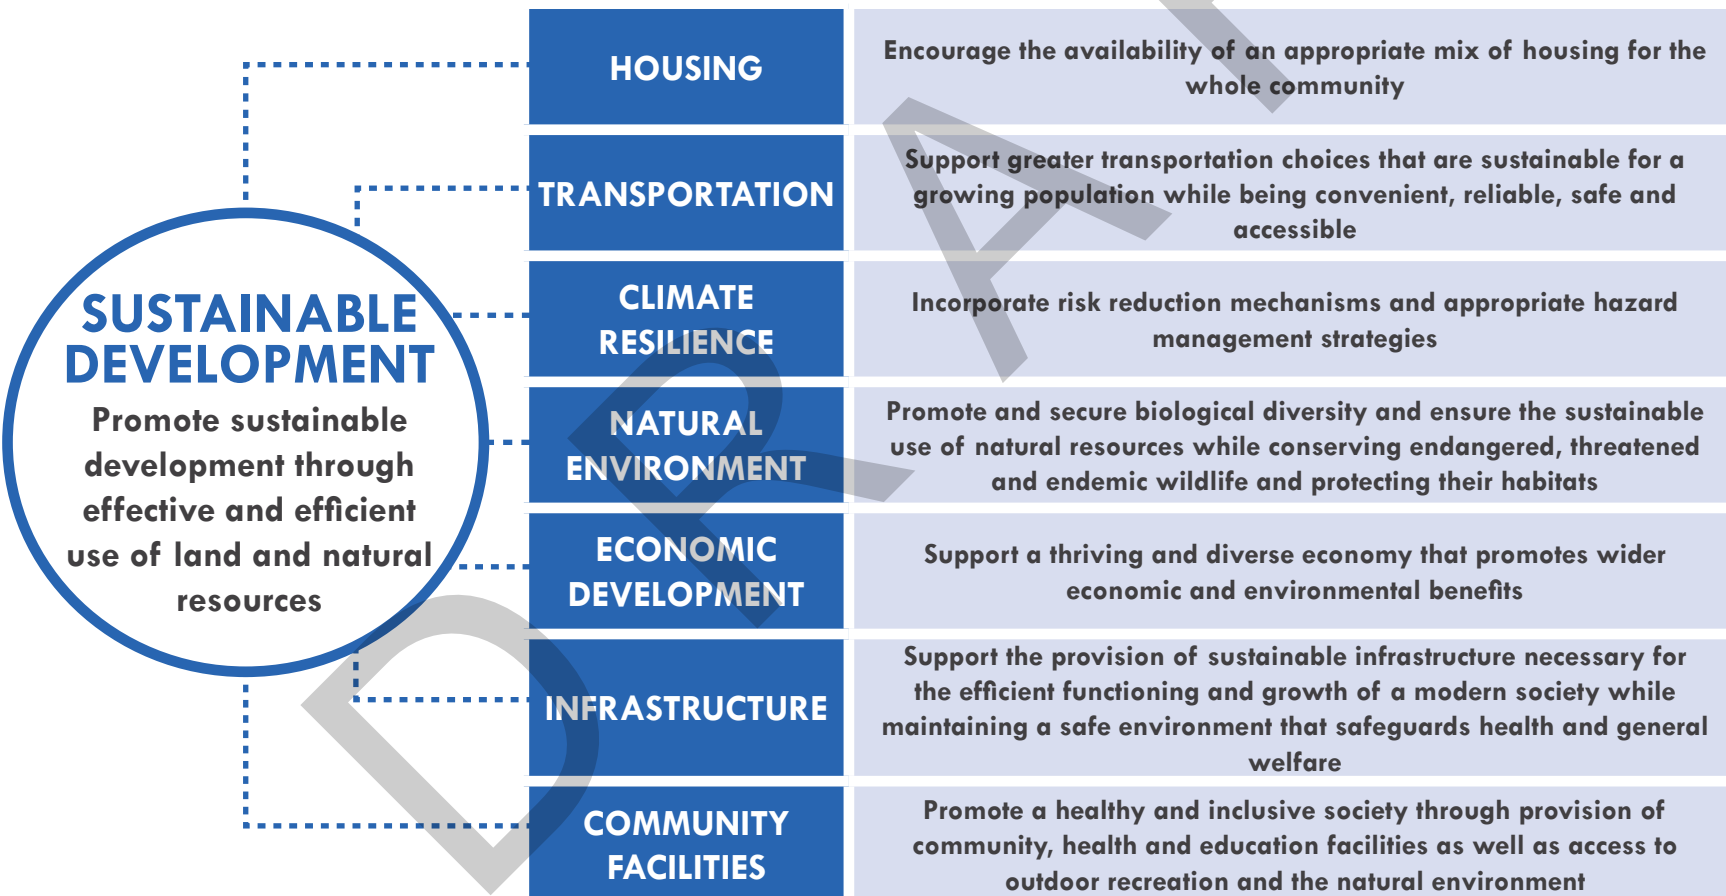 SUSTAINABLE
DEVELOPMENT
Promote sustainable
development through
effective and efficient
use of land and natural
resources
HOUSING
Encourage the availability of an appropriate mix of housing for the
whole community
TRANSPORTATION
Support greater transportation choices that are sustainable for a
growing population while being convenient, reliable, safe and
accessible
CLIMATE
RESILIENCE
Incorporate risk reduction mechanisms and appropriate hazard
management strategies
NATURAL
ENVIRONMENT
Promote and secure biological diversity and ensure the sustainable
use of natural resources while conserving endangered, threatened
and endemic wildlife and protecting their habitats
ECONOMIC
DEVELOPMENT
Support a thriving and diverse economy that promotes wider
economic and environmental benefits
INFRASTRUCTURE
Support the provision of sustainable infrastructure necessary for
the efficient functioning and growth of a modern society while
maintaining a safe environment that safeguards health and general
welfare
COMMUNITY
FACILITIES
Promote a healthy and inclusive society through provision of
community, health and education facilities as well as access to
outdoor recreation and the natural environment
DRA